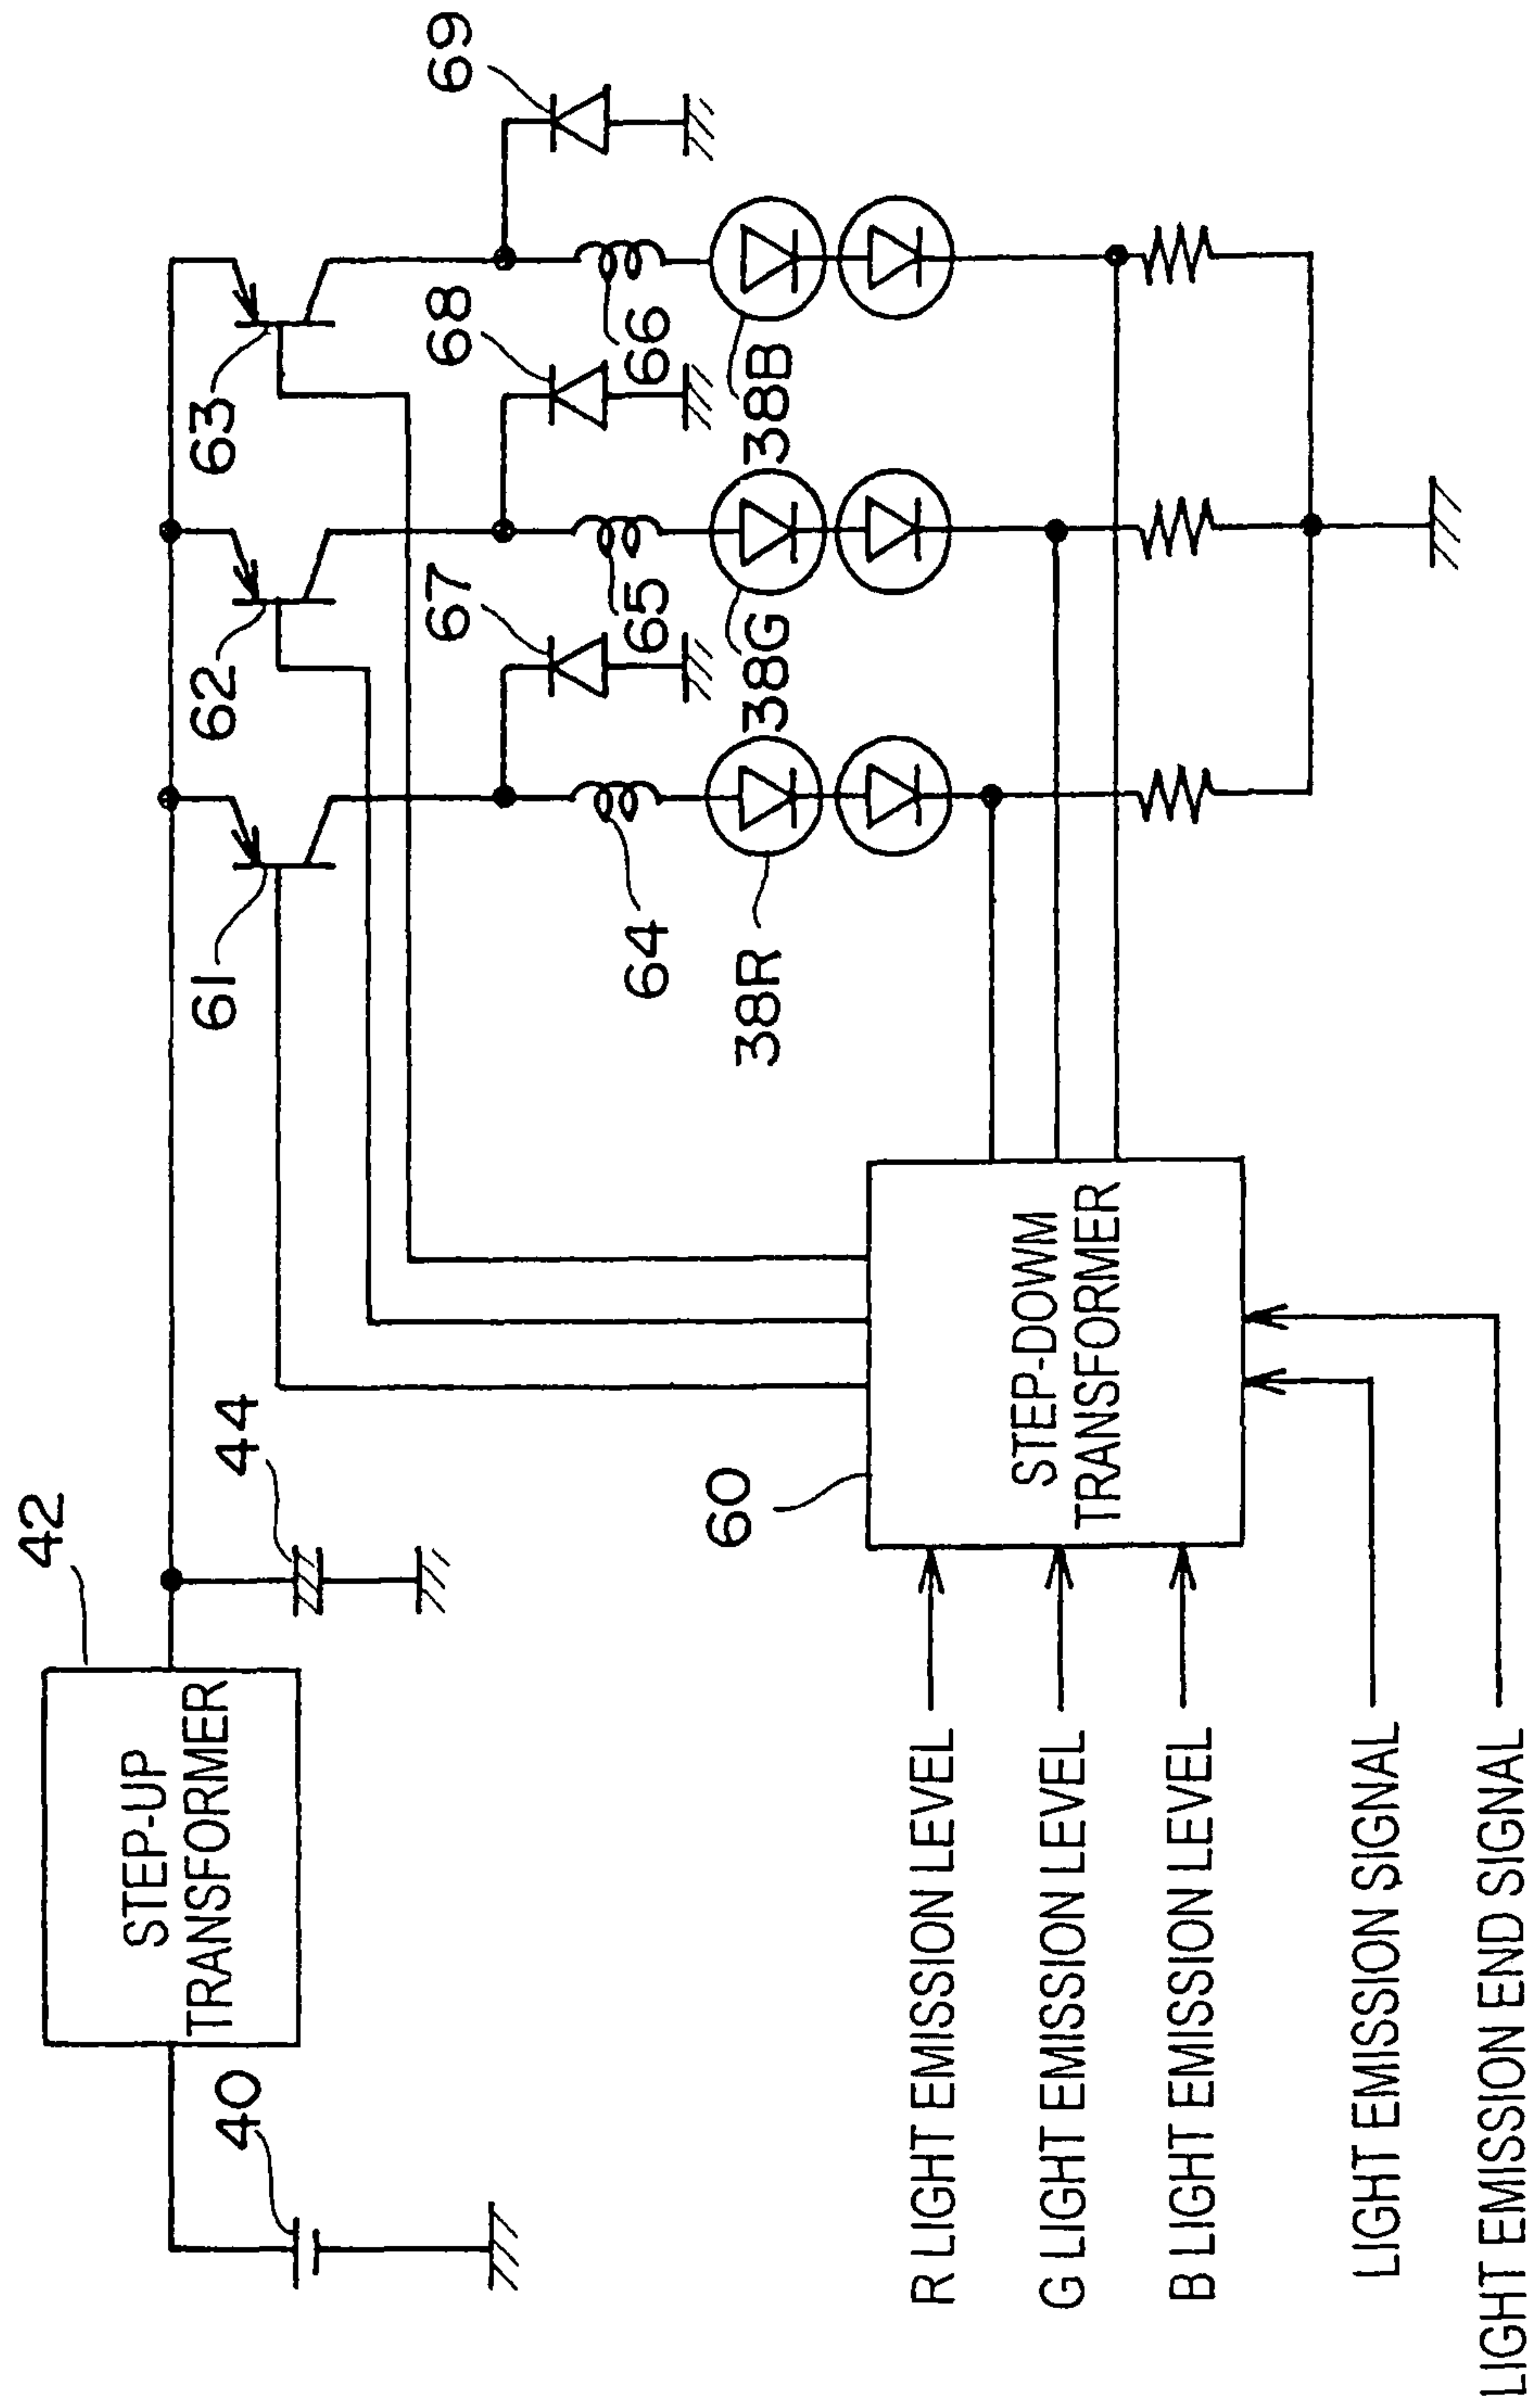 42
STEP-UP
TRANSFORMER
40
44
61
62
63
67
68
69
64
65
66
38R
38G
38B
60
STEP-DOWM
TRANSFORMER
R LIGHT EMISSION LEVEL
G LIGHT EMISSION LEVEL
B LIGHT EMISSION LEVEL
LIGHT EMISSION SIGNAL
LIGHT EMISSION END SIGNAL